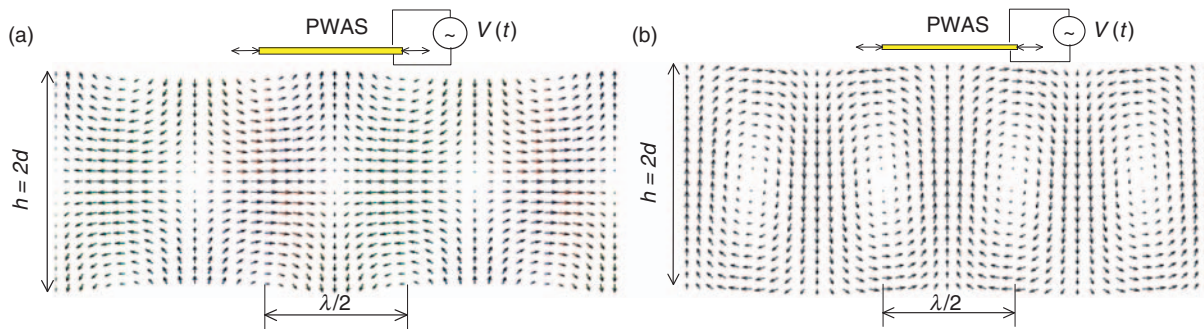 (a)
PWAS
~
V (t)
h = 2d
λ/2
(b)
PWAS
~
V (t)
h = 2d
λ/2